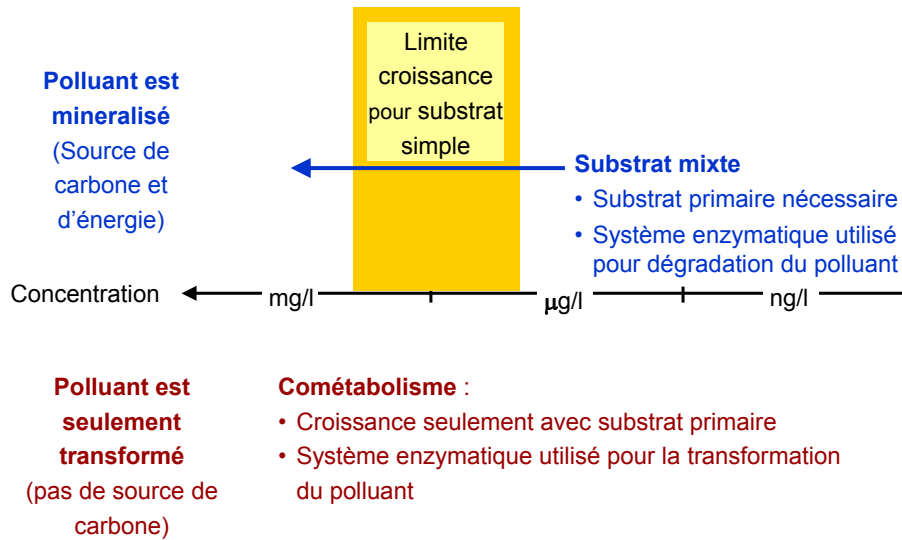 Limite
croissance
pour substrat
simple
Polluant est
mineralisé
(Source de
carbone et
d’énergie)
Substrat mixte
• Substrat primaire nécessaire
• Système enzymatique utilisé
pour dégradation du polluant
Concentration mg/l µg/l ng/l
Polluant est
seulement
transformé
(pas de source de
carbone)
Cométabolisme :
• Croissance seulement avec substrat primaire
• Système enzymatique utilisé pour la transformation
du polluant